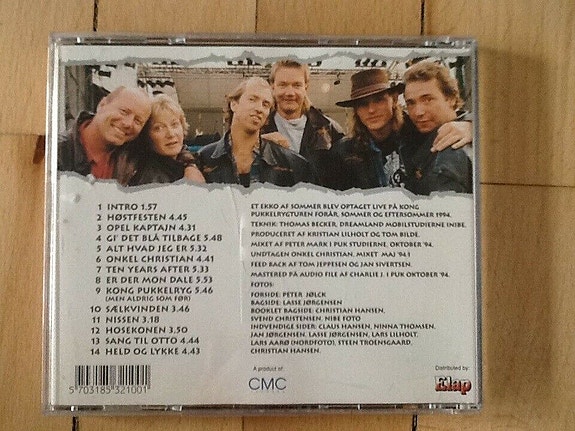 1 INTRO 1.57
2 HØSTFESTEN 4.45
3 OPEL KAPTAJN 4.31
4 GI' DET BLÅ TILBAGE 5.48
5 ALT HVAD JEG ER 5.32
6 ONKEL CHRISTIAN 4.41
7 TEN YEARS AFTER 5.33
8 ER DER MON DALE 5.53
9 KONG PUKKELRYG 5.46
(MEN ALDRIG SOM FØR)
10 SÆLKVINDEN 3.46
11 NISSEN 3.18
12 HOSEKONEN 3.50
13 SANG TIL OTTO 4.44
14 HELD OG LYKKE 4.43
ET EKKO AF SOMMER BLEV OPTAGET LIVE PÅ KONG
PUKKELRYGTUREN FORÅR, SOMMER OG EFTERSOMMER 1994.
TEKNIK: THOMAS BECKER, DREAMLAND MOBILSTUDIERNE I NIBE.
PRODUCERET AF KRISTIAN LILHOLT OG TOM BILDE.
MIXET AF PETER MARK I PUK STUDIERNE, OKTOBER '94.
UNDTAGEN ONKEL CHRISTIAN. MIXET MAJ '94 I
FEED BACK AF TOM JEPPESEN OG JAN SIVERTSEN.
MASTERED PÅ AUDIO FILE AF CHARLIE J. I PUK OKTOBER '94.
FOTOS:
FORSIDE: PETER JØLCK
BAGSIDE: LASSE JØRGENSEN
BOOKLET BAGSIDE: CHRISTIAN HANSEN,
SVEND CHRISTENSEN. NIBE FOTO
INDVENDIGE SIDER: CLAUS HANSEN, NINNA THOMSEN,
JAN JØRGENSEN, LASSE JØRGENSEN, LARS LILHOLT,
LARS AARØ (NORDFOTO), STEEN TROENSGAARD,
CHRISTIAN HANSEN.
5 703185 321001
A product of:
CMC
Distributed by:
Elap